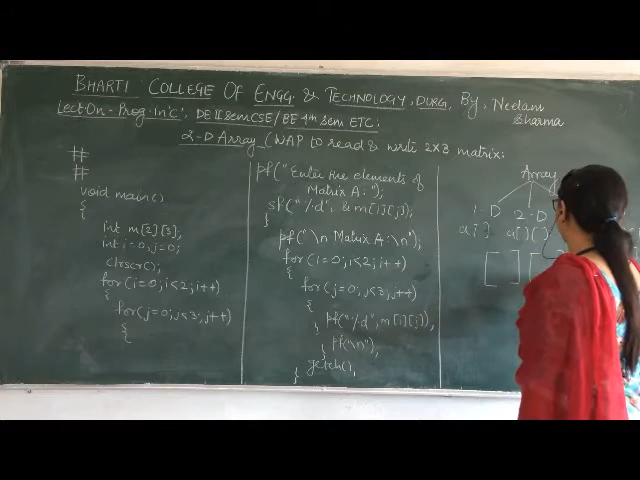 BHARTI COLLEGE OF ENGG & TECHNOLOGY, DURG, By, Neelam Sharma
Lect On - Prog. In 'C', DE II Sem CSE/ BE 4th sem ETC:
2-D Array (WAP to read & write 2x3 matrix:
#
#
void main()
{
int m[2][3];
int i=0, j=0;
clrscr();
for(i=0; i<2; i++)
{
for(j=0; j<3; j++)
{
pf("Enter the elements of
Matrix A:");
sf("%d", & m[i][j]);
}
pf("\n Matrix A:\n");
for(i=0; i<2; i++)
{
for(j=0; j<3; j++)
{
pf("%d", m[i][j]);
}
pf("\n");
}
getch();
}
Array
1-D 2-D
a[] a[][]